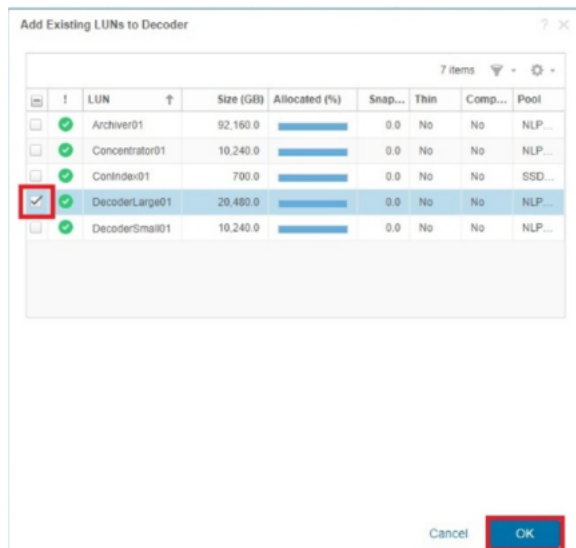 Add Existing LUNs to Decoder
7 items
! LUN Size (GB) Allocated (%) Snap... Thin Comp... Pool
Archiver01 92,160.0 0.0 No No NLP...
Concentrator01 10,240.0 0.0 No No NLP...
ConIndex01 700.0 0.0 No No SSD...
DecoderLarge01 20,480.0 0.0 No No NLP...
DecoderSmall01 10,240.0 0.0 No No NLP...
Cancel OK